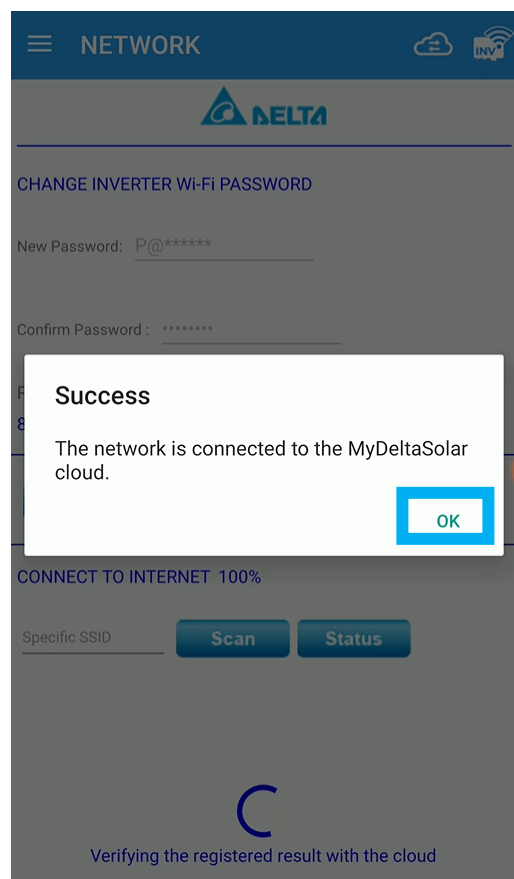 NETWORK
INV
DELTA
CHANGE INVERTER Wi-Fi PASSWORD
New Password: P@******
Confirm Password : ••••••••
Success
The network is connected to the MyDeltaSolar
cloud.
OK
CONNECT TO INTERNET 100%
Specific SSID
Scan Status
Verifying the registered result with the cloud